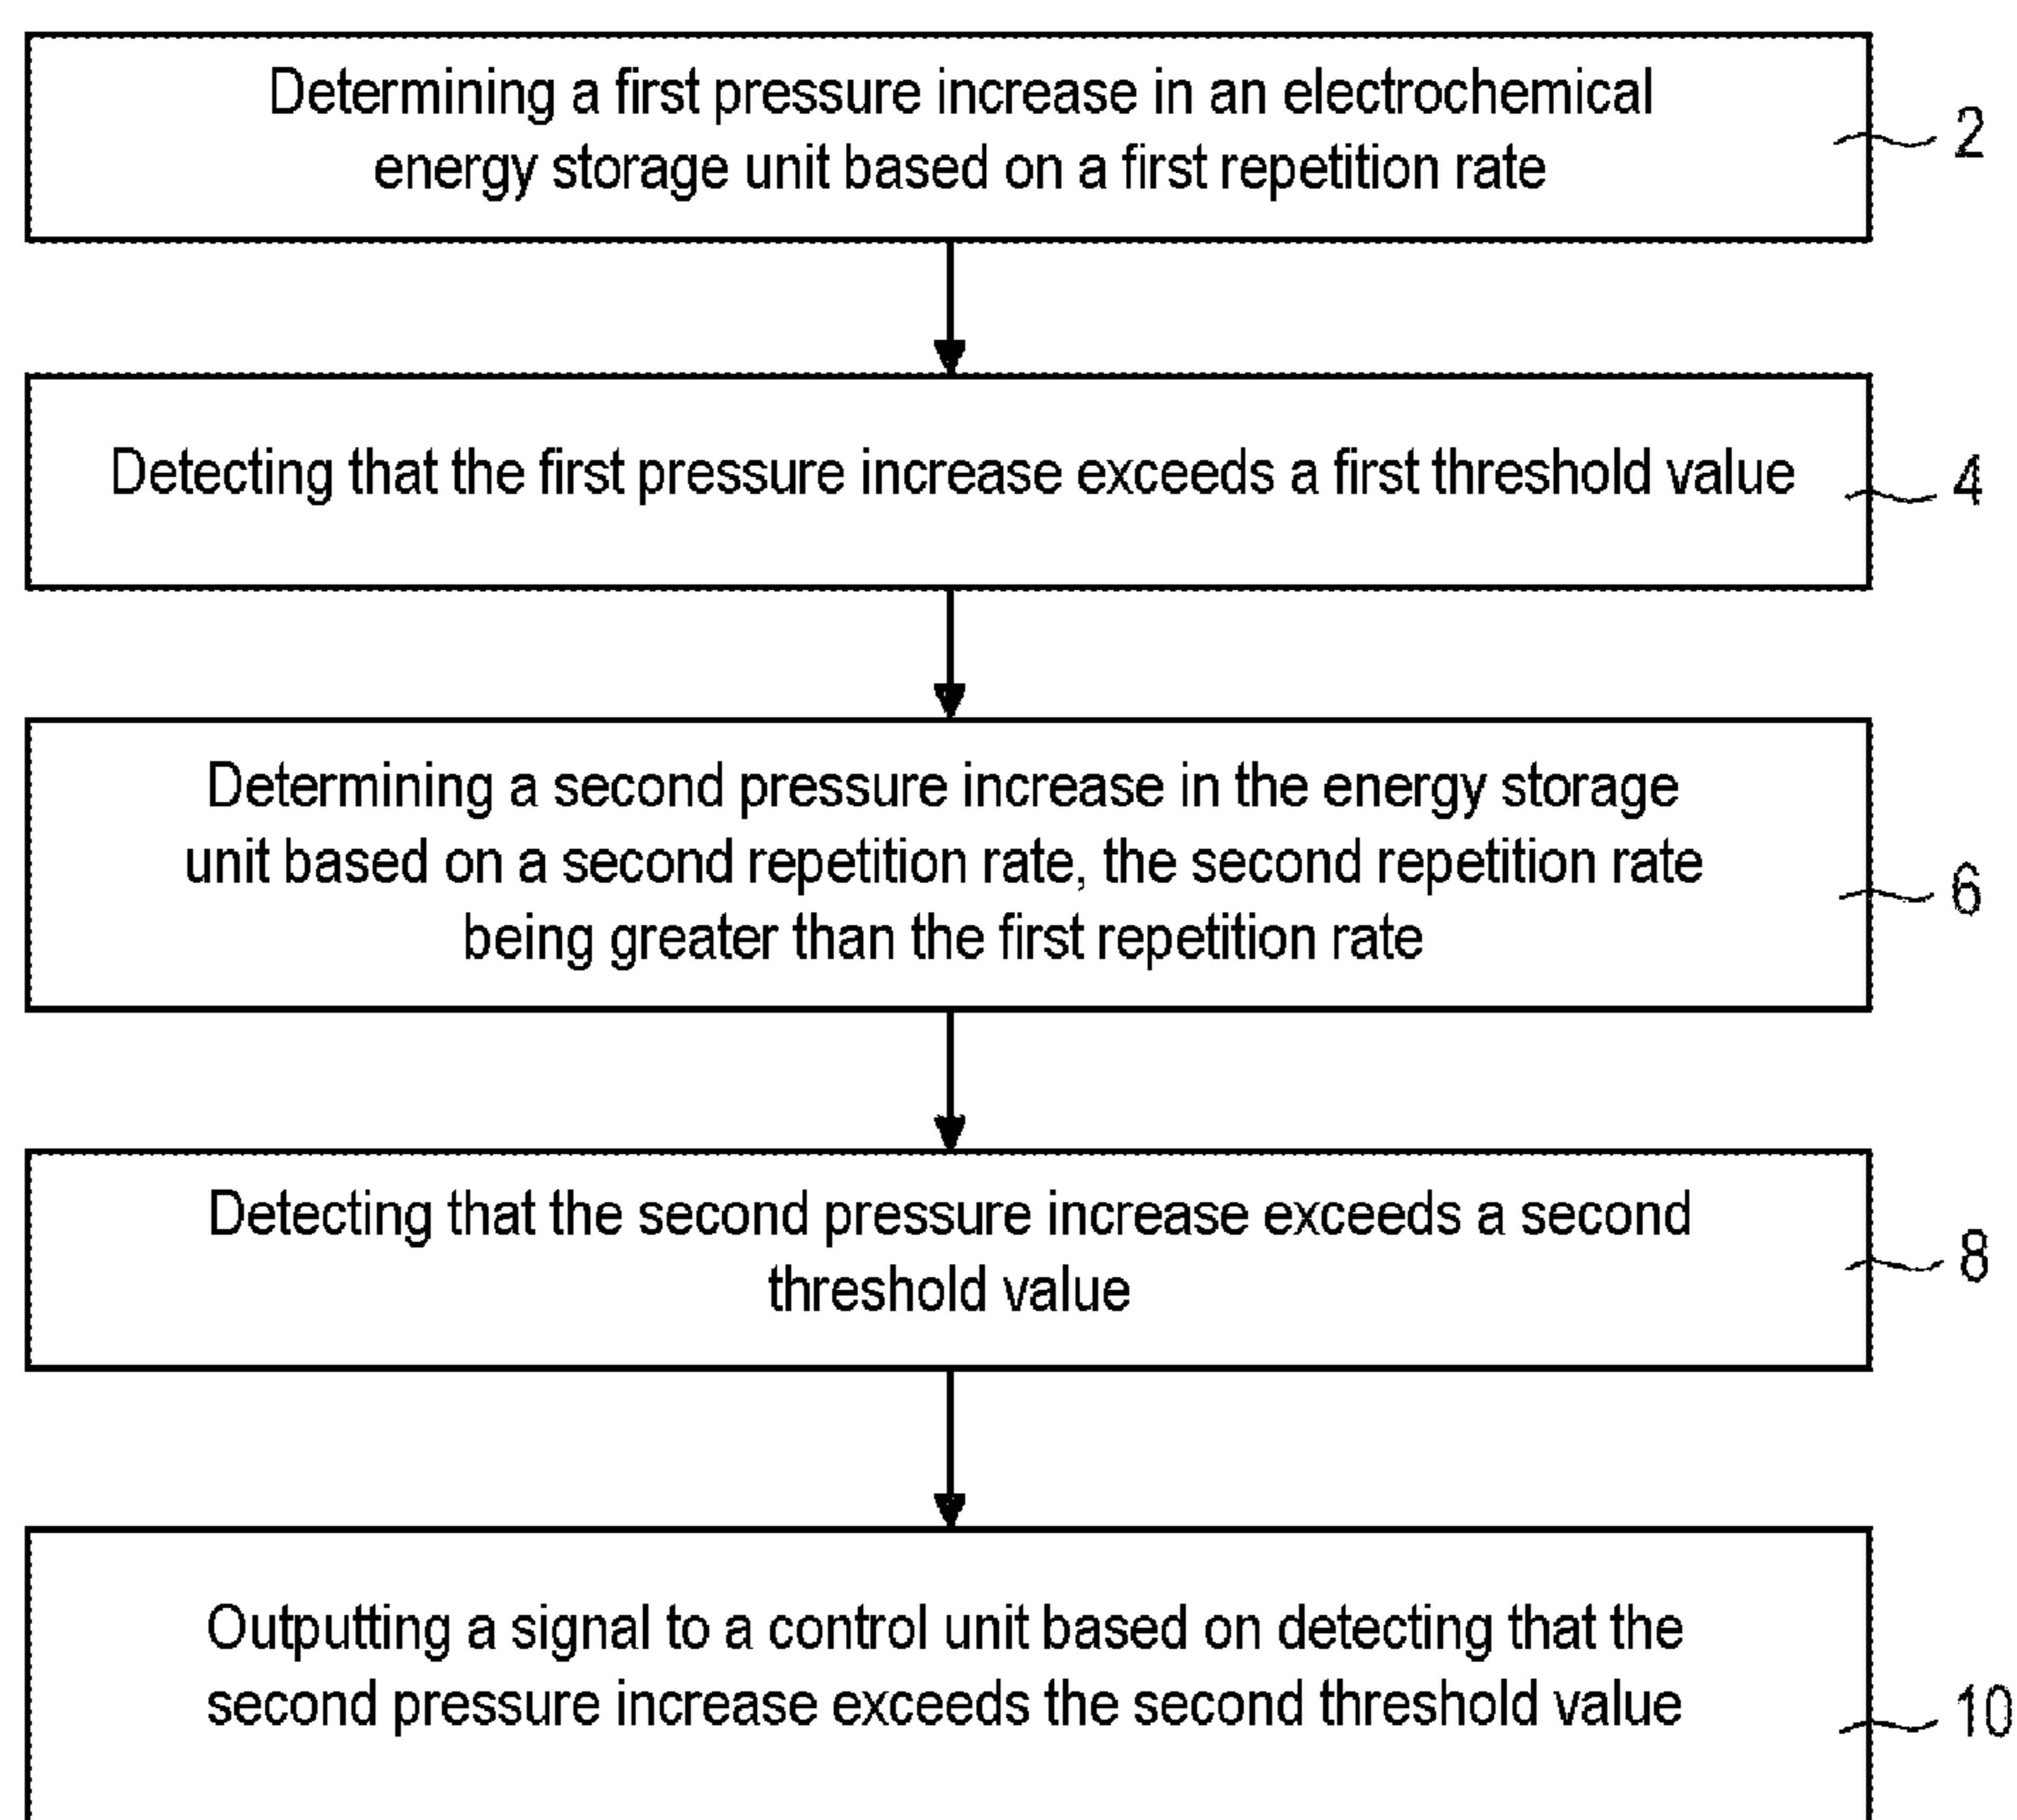 Determining a first pressure increase in an electrochemical
energy storage unit based on a first repetition rate
2
Detecting that the first pressure increase exceeds a first threshold value
4
Determining a second pressure increase in the energy storage
unit based on a second repetition rate, the second repetition rate
being greater than the first repetition rate
6
Detecting that the second pressure increase exceeds a second
threshold value
8
Outputting a signal to a control unit based on detecting that the
second pressure increase exceeds the second threshold value
10